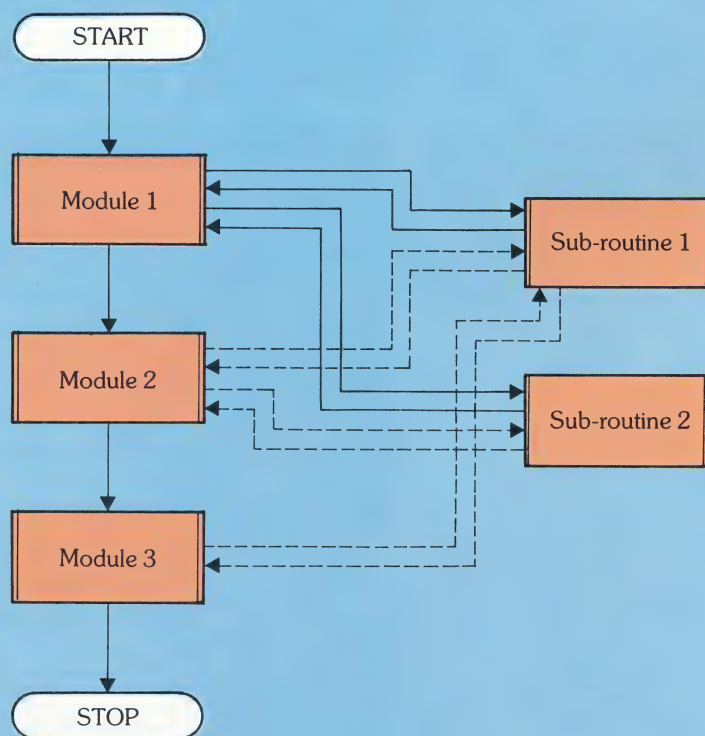 START
Module 1
Sub-routine 1
Module 2
Sub-routine 2
Module 3
STOP